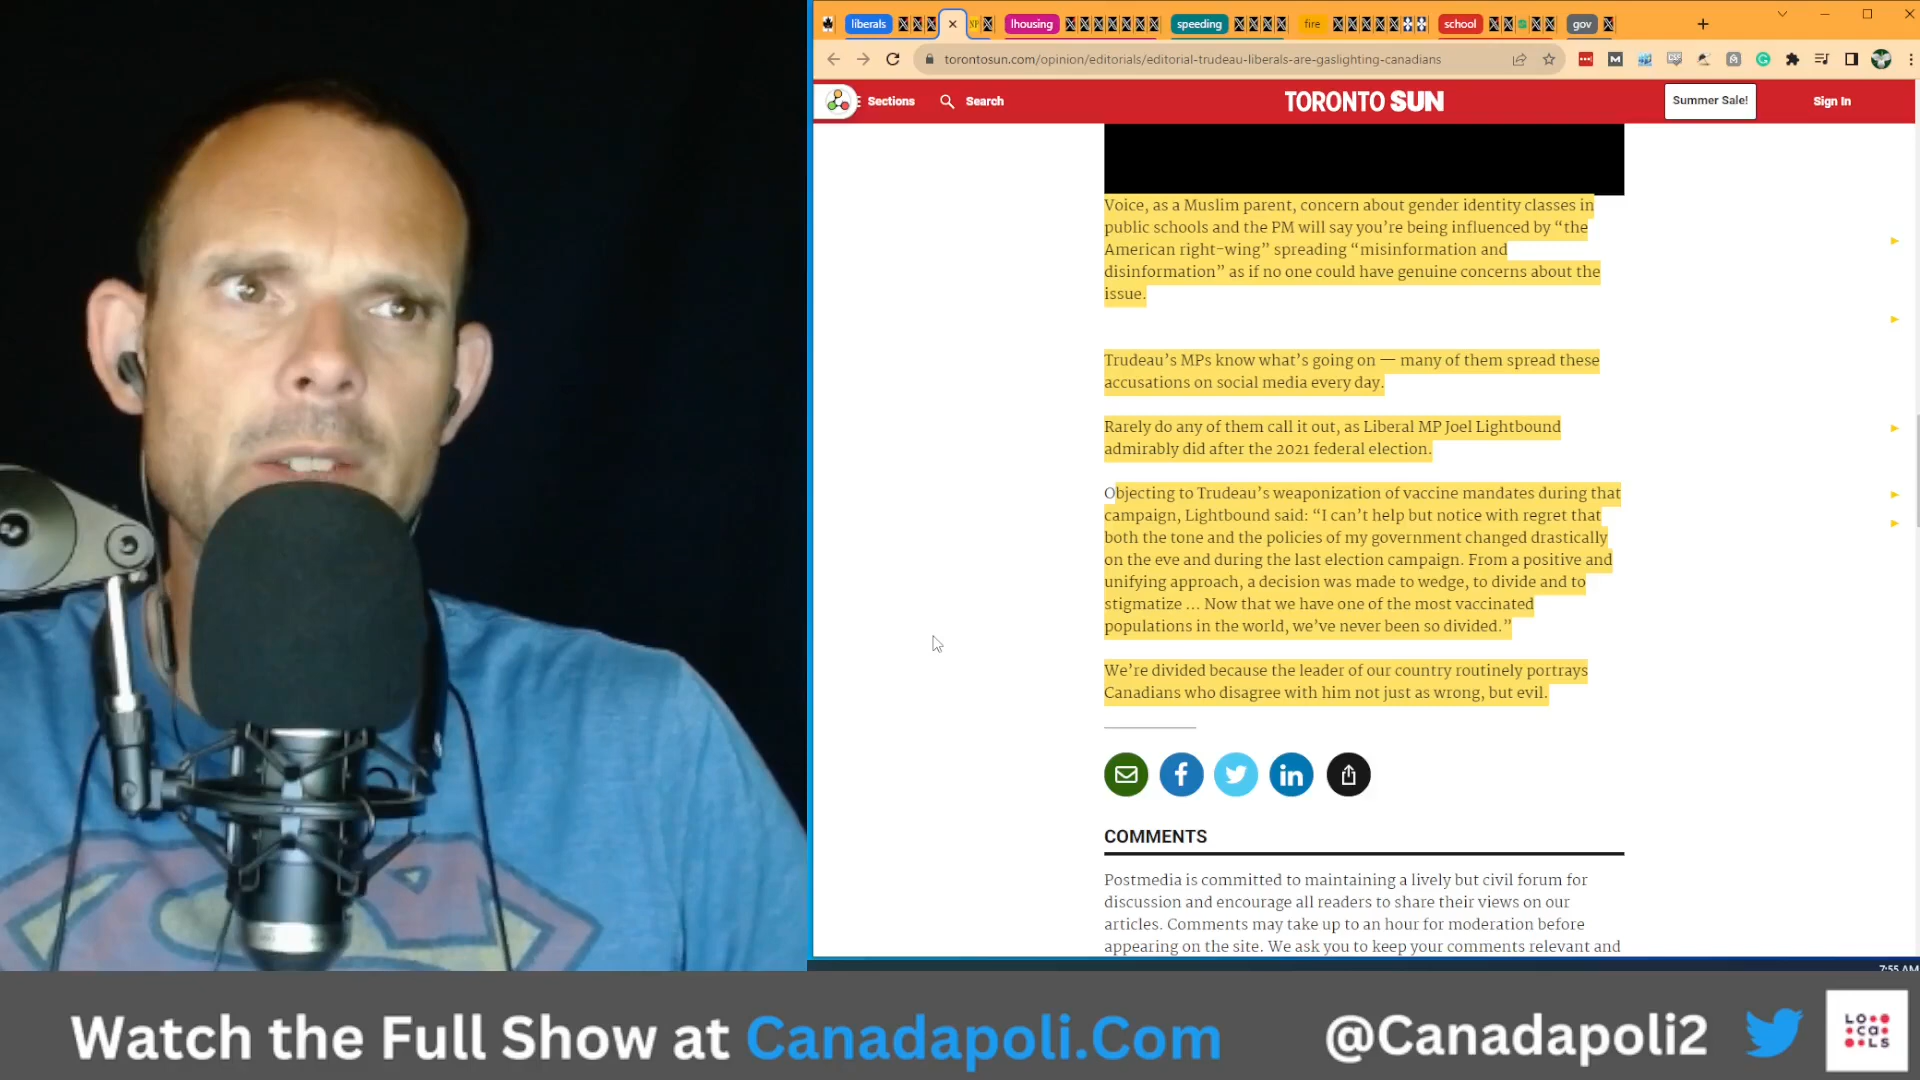 liberals
lhousing
speeding
fire
school
gov
torontosun.com/opinion/editorials/editorial-trudeau-liberals-are-gaslighting-canadians
Sections
Search
TORONTO SUN
Summer Sale!
Sign In
Voice, as a Muslim parent, concern about gender identity classes in
public schools and the PM will say you’re being influenced by “the
American right-wing” spreading “misinformation and
disinformation” as if no one could have genuine concerns about the
issue.
Trudeau’s MPs know what’s going on — many of them spread these
accusations on social media every day.
Rarely do any of them call it out, as Liberal MP Joel Lightbound
admirably did after the 2021 federal election.
Objecting to Trudeau’s weaponization of vaccine mandates during that
campaign, Lightbound said: “I can’t help but notice with regret that
both the tone and the policies of my government changed drastically
on the eve and during the last election campaign. From a positive and
unifying approach, a decision was made to wedge, to divide and to
stigmatize … Now that we have one of the most vaccinated
populations in the world, we’ve never been so divided.”
We’re divided because the leader of our country routinely portrays
Canadians who disagree with him not just as wrong, but evil.
COMMENTS
Postmedia is committed to maintaining a lively but civil forum for
discussion and encourage all readers to share their views on our
articles. Comments may take up to an hour for moderation before
appearing on the site. We ask you to keep your comments relevant and
7:55 AM
Watch the Full Show at Canadapoli.Com
@Canadapoli2
LO
ca
LS